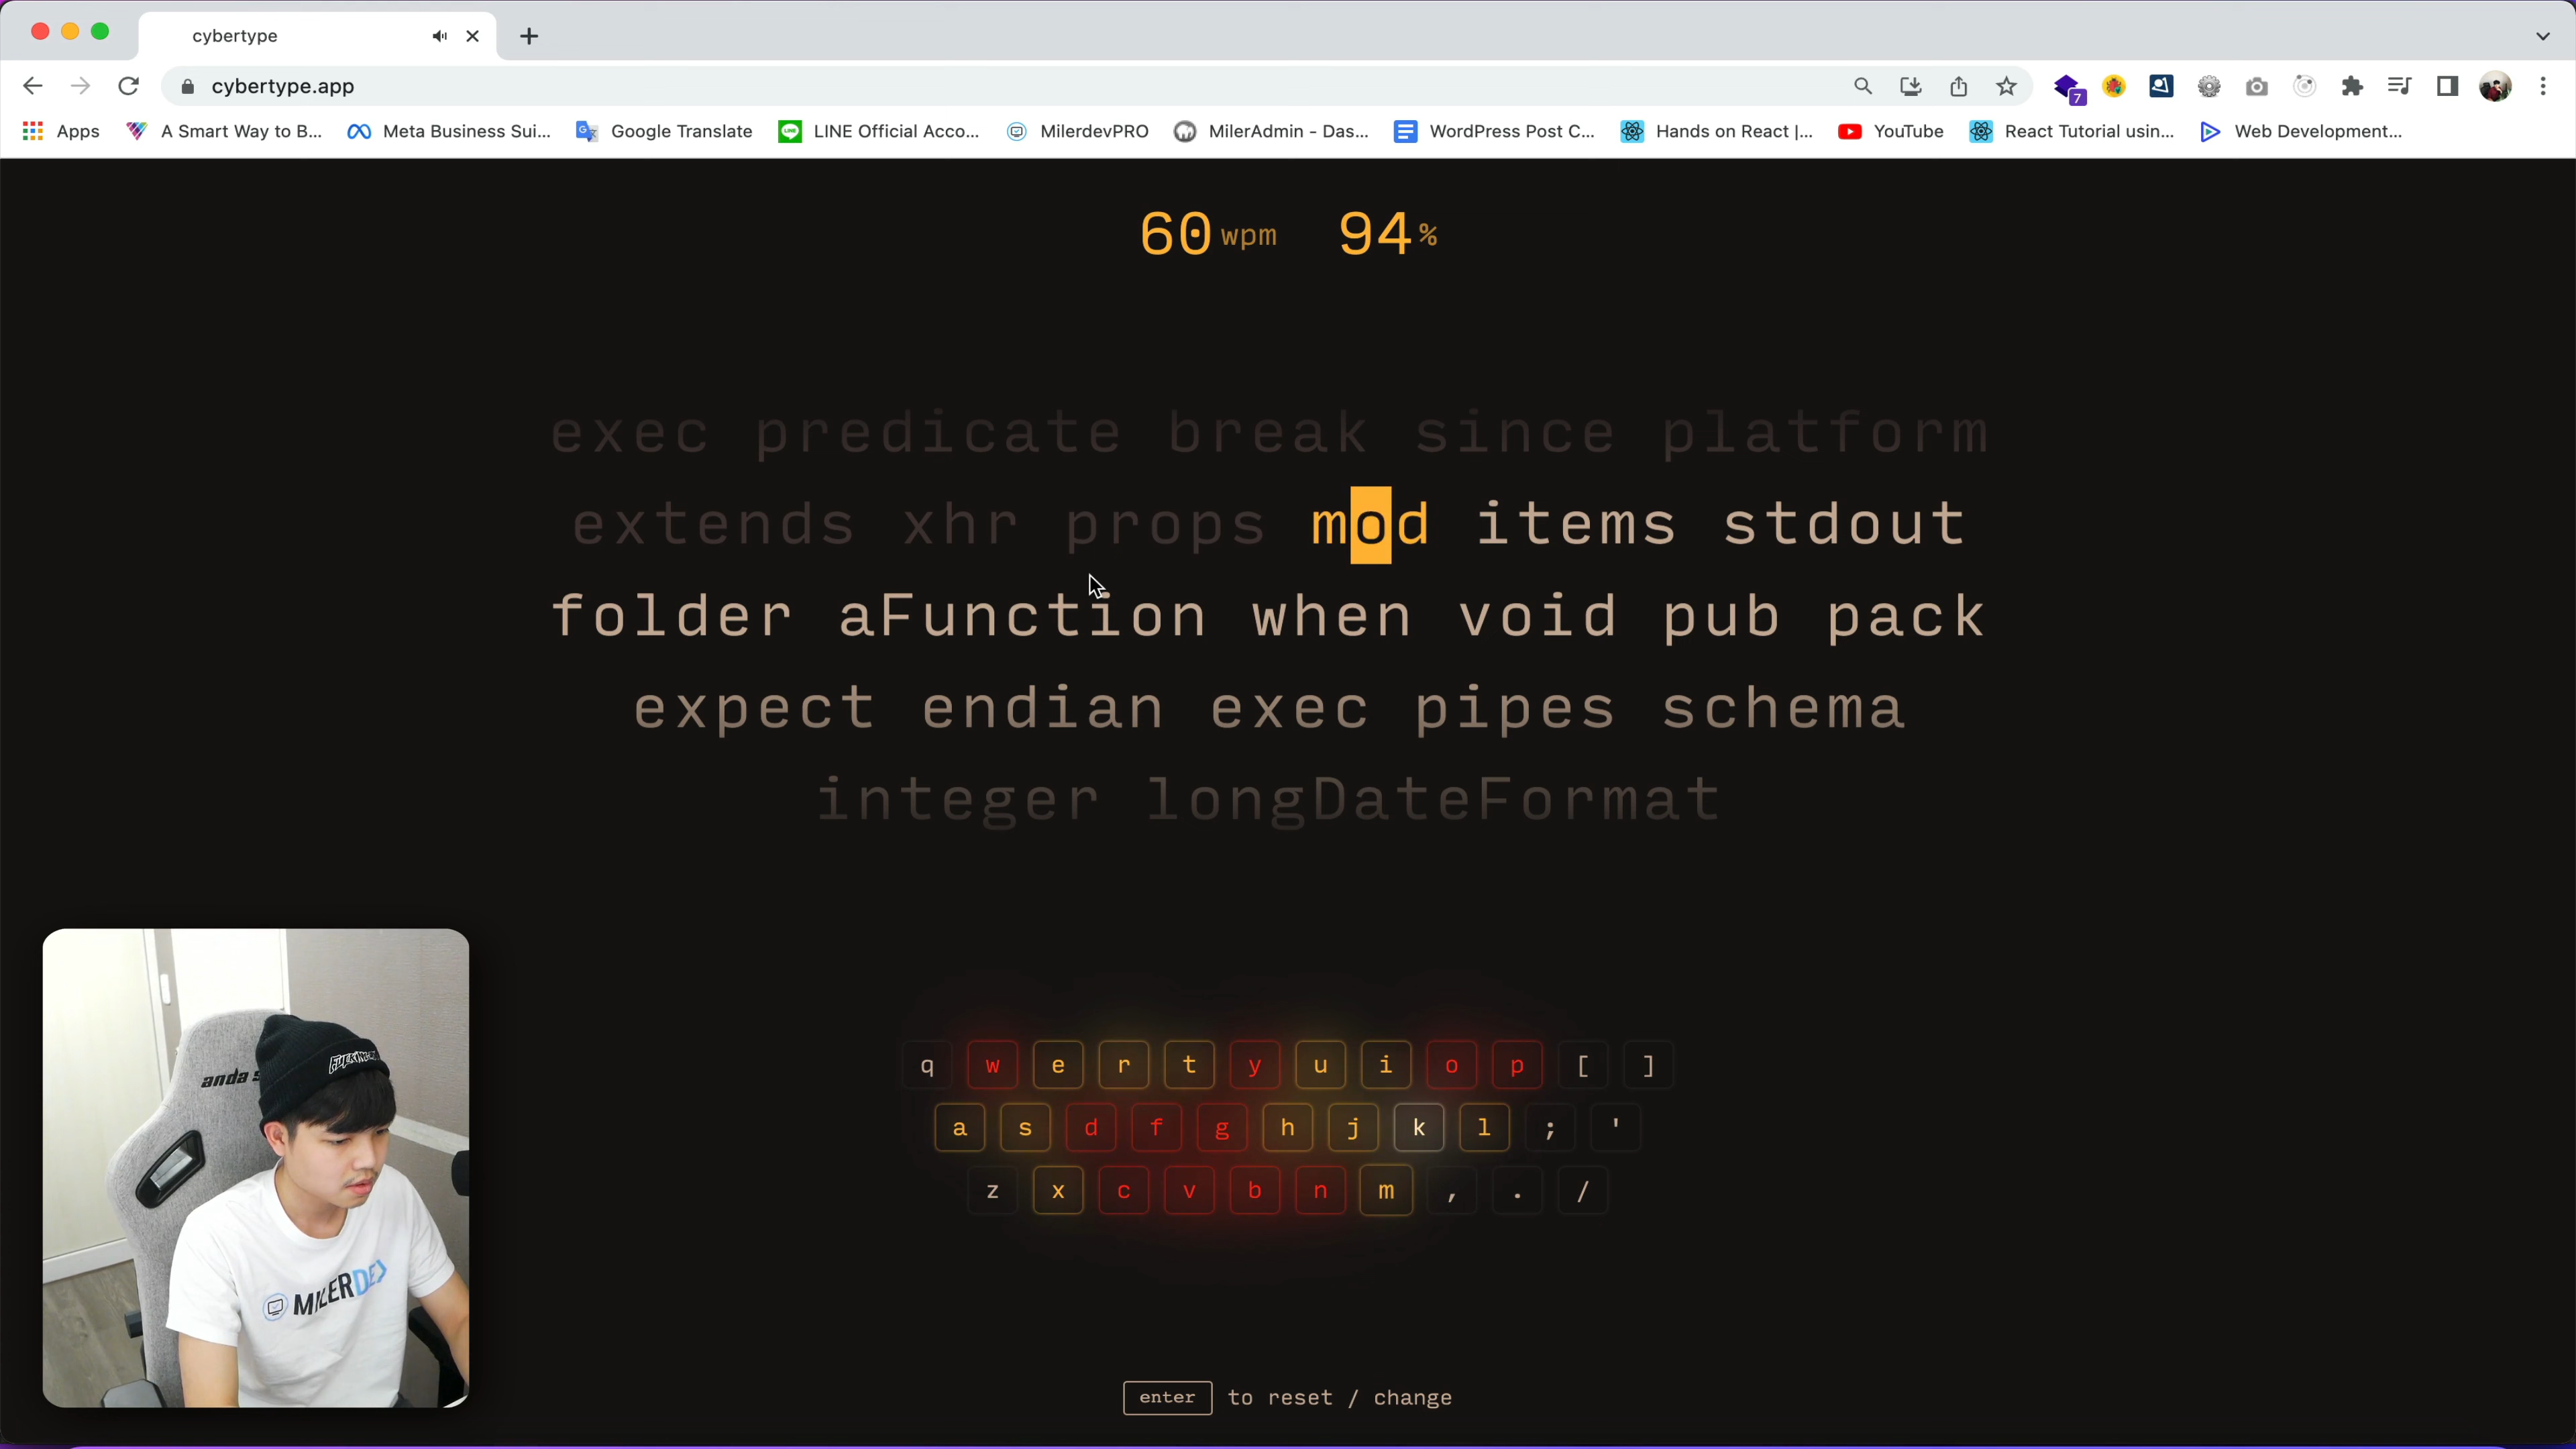 cybertype
cybertype.app
7
Apps A Smart Way to B... Meta Business Sui... Google Translate LINE Official Acco... MilerdevPRO MilerAdmin - Das... WordPress Post C... Hands on React |... YouTube React Tutorial usin... Web Development...
60 wpm 94 %
exec predicate break since platform
extends xhr props mod items stdout
folder aFunction when void pub pack
expect endian exec pipes schema
integer longDateFormat
q w e r t y u i o p [ ]
a s d f g h j k l ; '
z x c v b n m , . /
anda s
MILERDE>
enter to reset / change